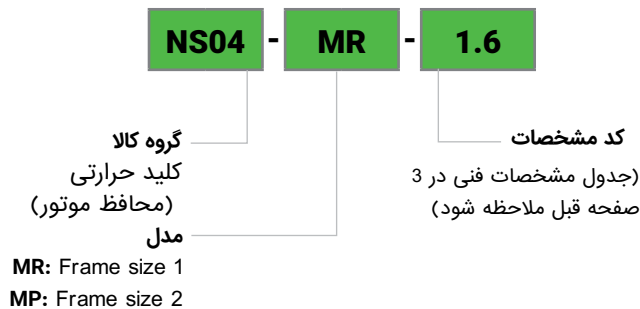 NS04 - MR - 1.6
گروه کالا
کلید حرارتی
(محافظ موتور)
مدل
MR: Frame size 1
MP: Frame size 2
کد مشخصات
(جدول مشخصات فنی در 3
صفحه قبل ملاحظه شود)